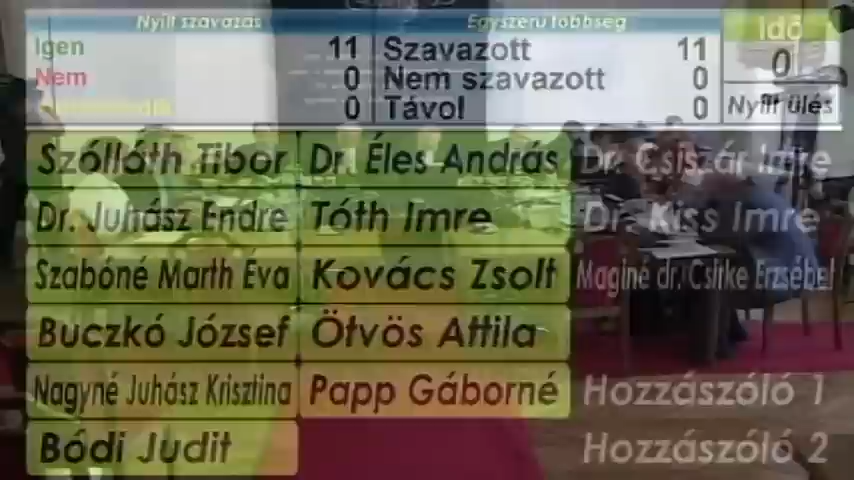 Nyílt szavazás Egyszerű többség Idő
Igen 11 Szavazott 11 0
Nem 0 Nem szavazott 0
0 Távol 0 Nyílt ülés
Szólláth Tibor Dr. Éles András Dr. Csiszár Imre
Dr. Juhász Endre Tóth Imre Dr. Kiss Imre
Szabóné Marth Éva Kovács Zsolt Maginé dr. Csirke Erzsébet
Buczkó József Ötvös Attila
Nagyné Juhász Krisztina Papp Gáborné Hozzászóló 1
Bódi Judit Hozzászóló 2